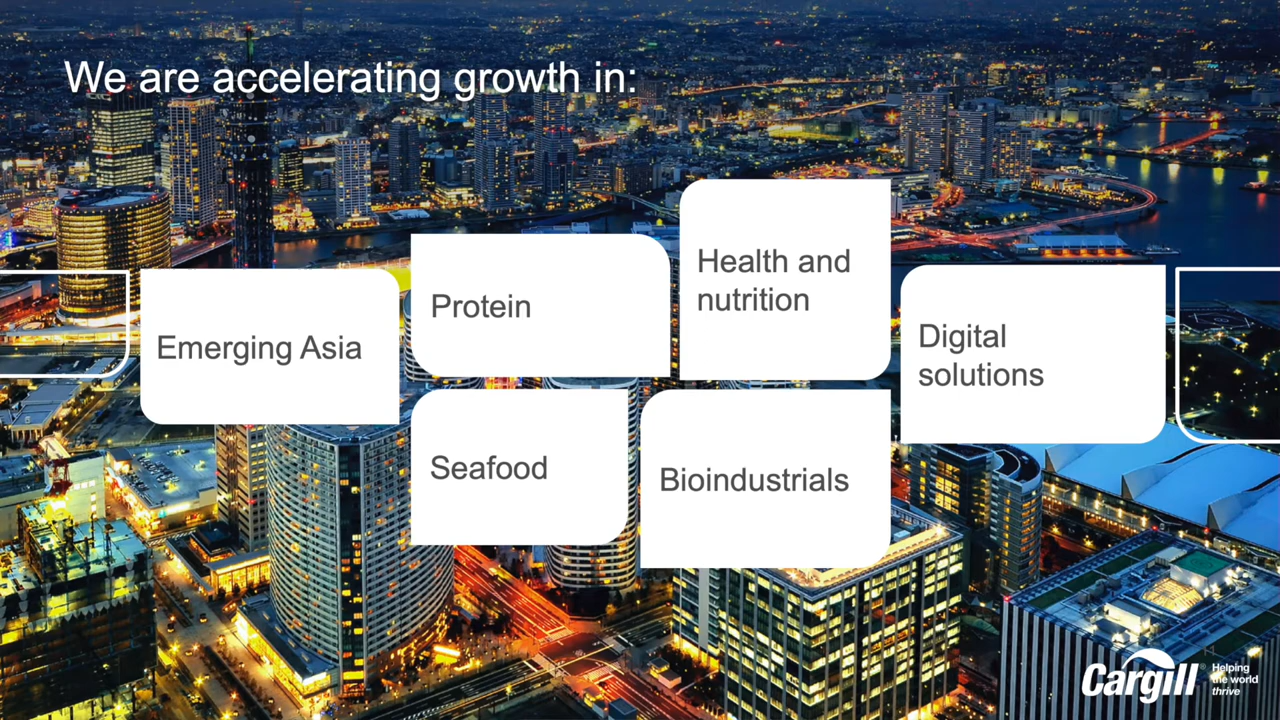 We are accelerating growth in:
Emerging Asia
Protein
Health and
nutrition
Digital
solutions
Seafood
Bioindustrials
Cargill®
Helping
the world
thrive